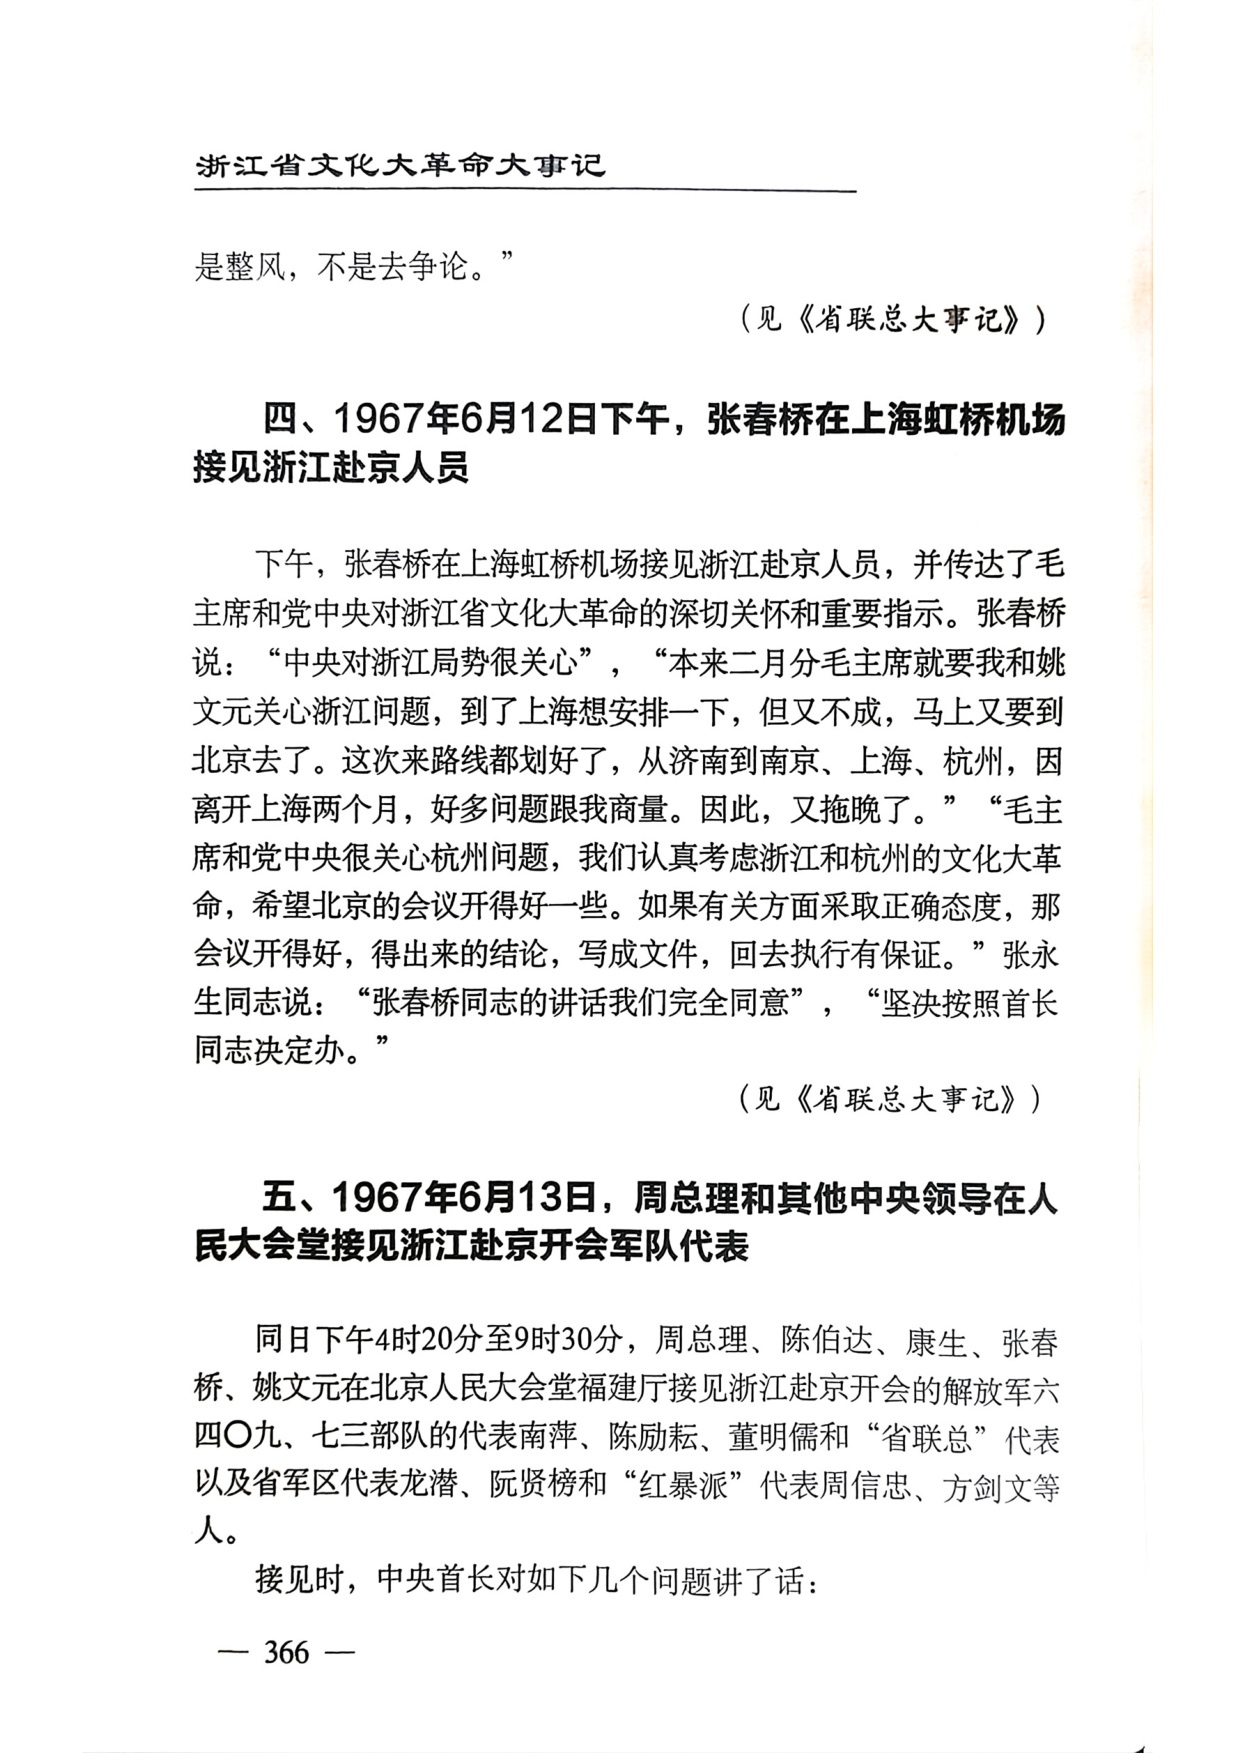 浙江省文化大革命大事记
是整风，不是去争论。”
（见《省联总大事记》）
四、1967年6月12日下午，张春桥在上海虹桥机场
接见浙江赴京人员
下午，张春桥在上海虹桥机场接见浙江赴京人员，并传达了毛
主席和党中央对浙江省文化大革命的深切关怀和重要指示。张春桥
说：“中央对浙江局势很关心”，“本来二月分毛主席就要我和姚
文元关心浙江问题，到了上海想安排一下，但又不成，马上又要到
北京去了。这次来路线都划好了，从济南到南京、上海、杭州，因
离开上海两个月，好多问题跟我商量。因此，又拖晚了。”“毛主
席和党中央很关心杭州问题，我们认真考虑浙江和杭州的文化大革
命，希望北京的会议开得好一些。如果有关方面采取正确态度，那
会议开得好，得出来的结论，写成文件，回去执行有保证。”张永
生同志说：“张春桥同志的讲话我们完全同意”，“坚决按照首长
同志决定办。”
（见《省联总大事记》）
五、1967年6月13日，周总理和其他中央领导在人
民大会堂接见浙江赴京开会军队代表
同日下午4时20分至9时30分，周总理、陈伯达、康生、张春
桥、姚文元在北京人民大会堂福建厅接见浙江赴京开会的解放军六
四〇九、七三部队的代表南萍、陈励耘、董明儒和“省联总”代表
以及省军区代表龙潜、阮贤榜和“红暴派”代表周信忠、方剑文等
人。
接见时，中央首长对如下几个问题讲了话：
— 366 —